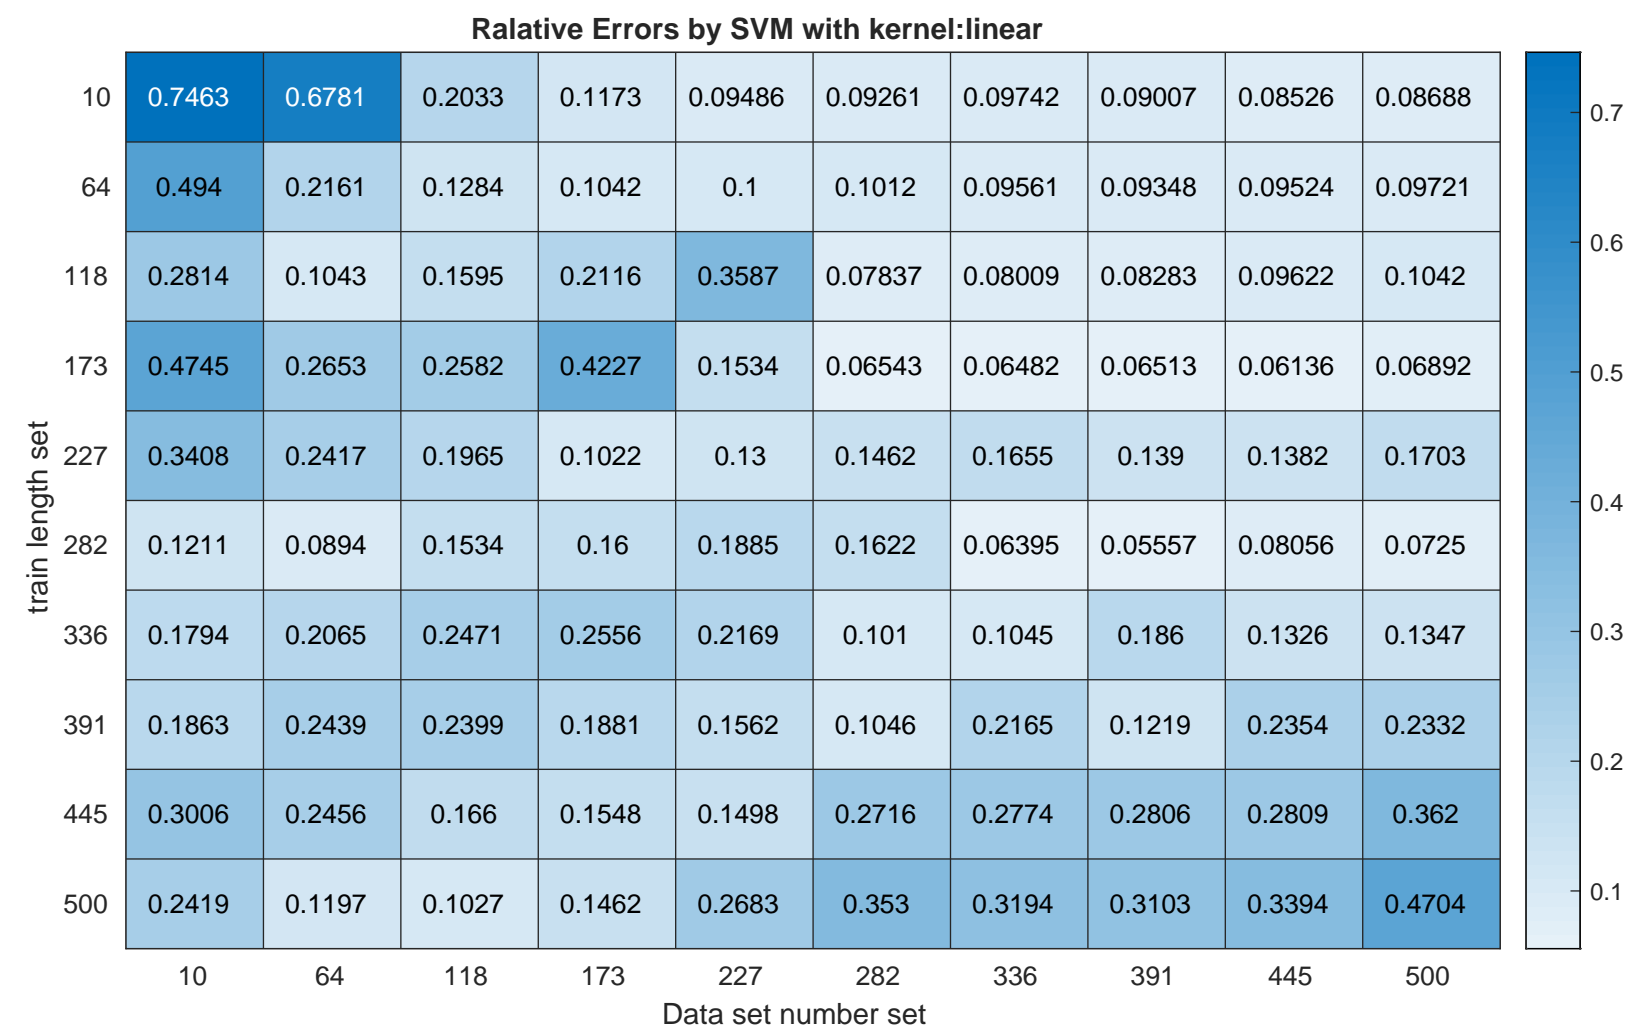 Ralative Errors by SVM with kernel:linear
10 0.7463 0.6781 0.2033 0.1173 0.09486 0.09261 0.09742 0.09007 0.08526 0.08688
64 0.494 0.2161 0.1284 0.1042 0.1 0.1012 0.09561 0.09348 0.09524 0.09721
118 0.2814 0.1043 0.1595 0.2116 0.3587 0.07837 0.08009 0.08283 0.09622 0.1042
173 0.4745 0.2653 0.2582 0.4227 0.1534 0.06543 0.06482 0.06513 0.06136 0.06892
227 0.3408 0.2417 0.1965 0.1022 0.13 0.1462 0.1655 0.139 0.1382 0.1703
282 0.1211 0.0894 0.1534 0.16 0.1885 0.1622 0.06395 0.05557 0.08056 0.0725
336 0.1794 0.2065 0.2471 0.2556 0.2169 0.101 0.1045 0.186 0.1326 0.1347
391 0.1863 0.2439 0.2399 0.1881 0.1562 0.1046 0.2165 0.1219 0.2354 0.2332
445 0.3006 0.2456 0.166 0.1548 0.1498 0.2716 0.2774 0.2806 0.2809 0.362
500 0.2419 0.1197 0.1027 0.1462 0.2683 0.353 0.3194 0.3103 0.3394 0.4704
10 64 118 173 227 282 336 391 445 500
Data set number set
train length set
0.7
0.6
0.5
0.4
0.3
0.2
0.1